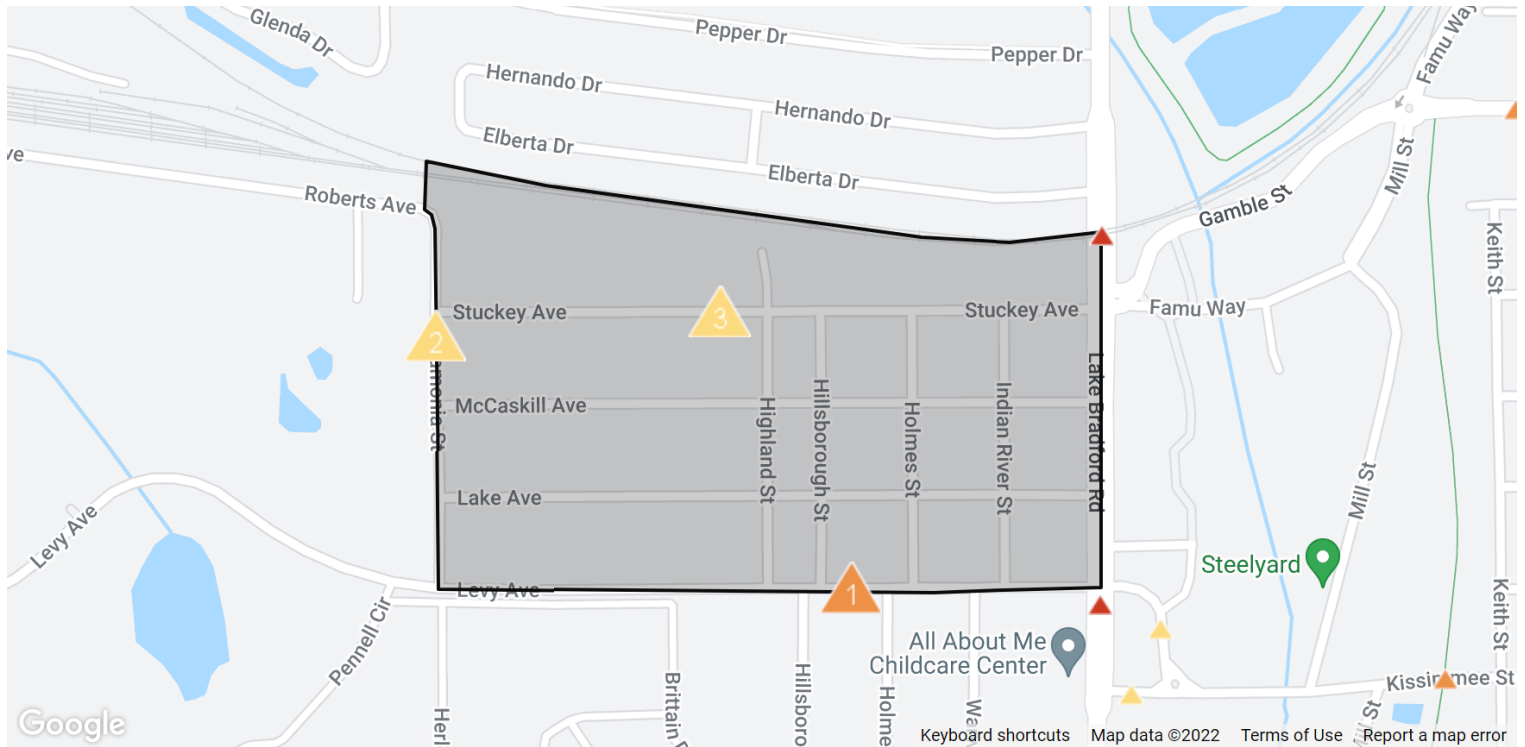 Glenda Dr
Pepper Dr
Pepper Dr
Famu Way
Hernando Dr
Hernando Dr
Elberta Dr
Elberta Dr
Mill St
Roberts Ave
Gamble St
Keith St
Stuckey Ave
3
Stuckey Ave
Famu Way
2
Lake Bradford Rd
McCaskill Ave
Highland St
Hillsborough St
Holmes St
Indian River St
Lake Ave
Mill St
Levy Ave
Steelyard
Levy Ave
1
Keith St
Pennell Cir
All About Me
Childcare Center
Kissimmee St
Brittain
Mill St
Google
Keyboard shortcuts
Map data ©2022
Terms of Use
Report a map error